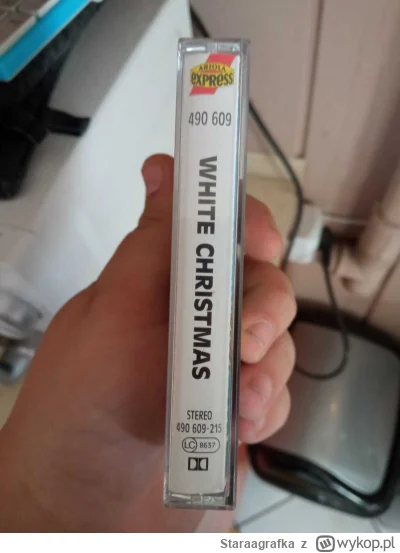 ARIOLA
express
490 609
WHITE CHRISTMAS
STEREO
490 609-215
LC 8637
Staraagrafka z wykop.pl